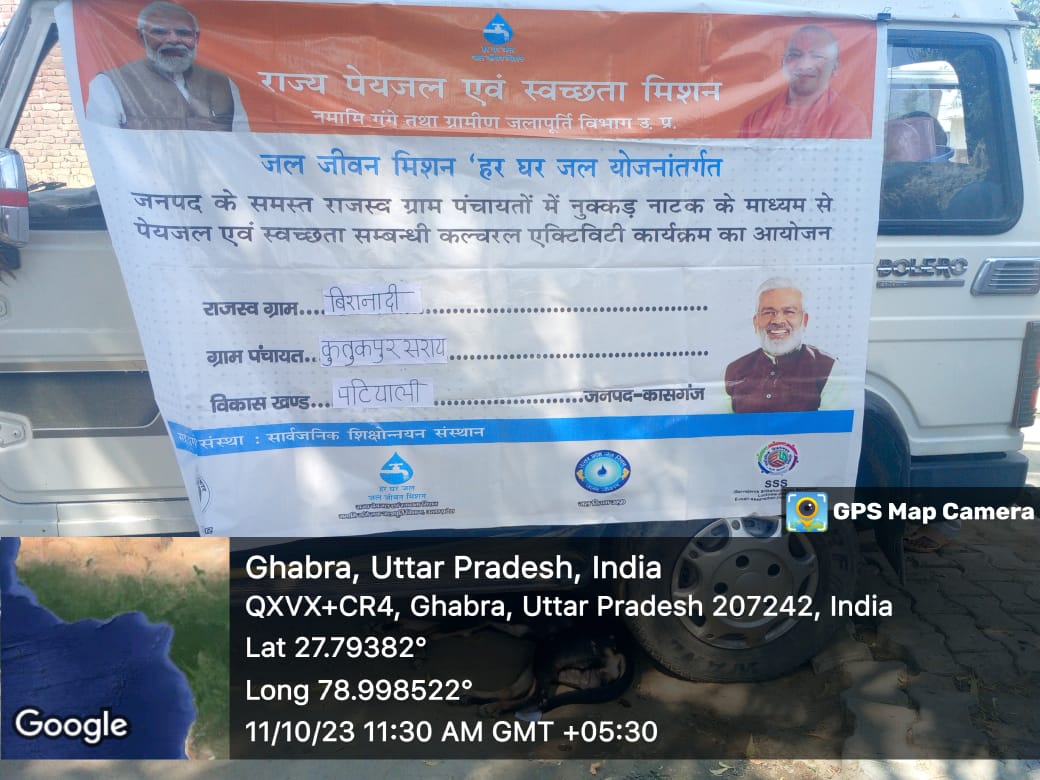 राज्य पेयजल एवं स्वच्छता मिशन
नमामि गंगे तथा ग्रामीण जलापूर्ति विभाग उ. प्र.
जल जीवन मिशन 'हर घर जल योजनांतर्गत
जनपद के समस्त राजस्व ग्राम पंचायतों में नुक्कड़ नाटक के माध्यम से
पेयजल एवं स्वच्छता सम्बन्धी कल्चरल एक्टिविटी कार्यक्रम का आयोजन
BOLERO
राजस्व ग्राम....बिरानादी......................................
ग्राम पंचायत..कुतुकपुर सराय......................................
विकास खण्ड...पटियाली..........................जनपद-कासगंज
संस्था : सार्वजनिक शिक्षोन्नयन संस्थान
हर घर जल
जल जीवन मिशन
SSS
GPS Map Camera
Ghabra, Uttar Pradesh, India
QXVX+CR4, Ghabra, Uttar Pradesh 207242, India
Lat 27.79382°
Long 78.998522°
11/10/23 11:30 AM GMT +05:30
Google